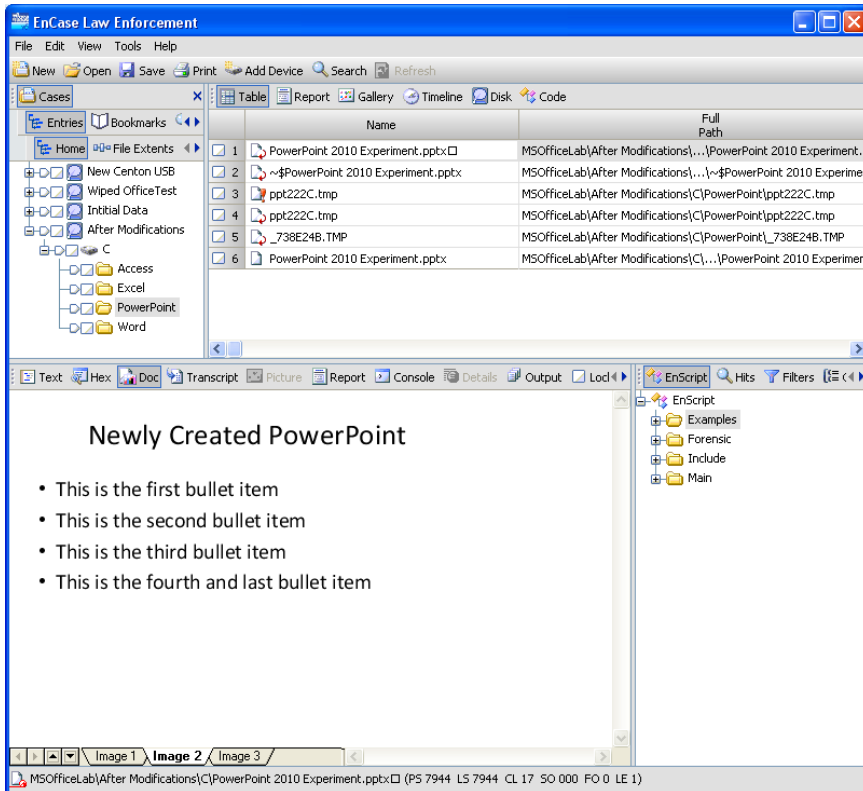 EnCase Law Enforcement
File Edit View Tools Help
New Open Save Print Add Device Search Refresh
Cases
Table Report Gallery Timeline Disk Code
Entries Bookmarks
Home File Extents
Name Full Path
New Centon USB
Wiped OfficeTest
Intitial Data
After Modifications
C
Access
Excel
PowerPoint
Word
1 PowerPoint 2010 Experiment.pptx□ MSOfficeLab\After Modifications\...\PowerPoint 2010 Experiment.
2 ~$PowerPoint 2010 Experiment.pptx MSOfficeLab\After Modifications\...\~$PowerPoint 2010 Experime
3 ppt222C.tmp MSOfficeLab\After Modifications\C\PowerPoint\ppt222C.tmp
4 ppt222C.tmp MSOfficeLab\After Modifications\C\PowerPoint\ppt222C.tmp
5 _738E24B.TMP MSOfficeLab\After Modifications\C\PowerPoint\_738E24B.TMP
6 PowerPoint 2010 Experiment.pptx MSOfficeLab\After Modifications\C\...\PowerPoint 2010 Experimer
Text Hex Doc Transcript Picture Report Console Details Output Locl
EnScript Hits Filters
EnScript
Examples
Forensic
Include
Main
Newly Created PowerPoint
• This is the first bullet item
• This is the second bullet item
• This is the third bullet item
• This is the fourth and last bullet item
Image 1 Image 2 Image 3
MSOfficeLab\After Modifications\C\PowerPoint 2010 Experiment.pptx□ (PS 7944 LS 7944 CL 17 SO 000 FO 0 LE 1)